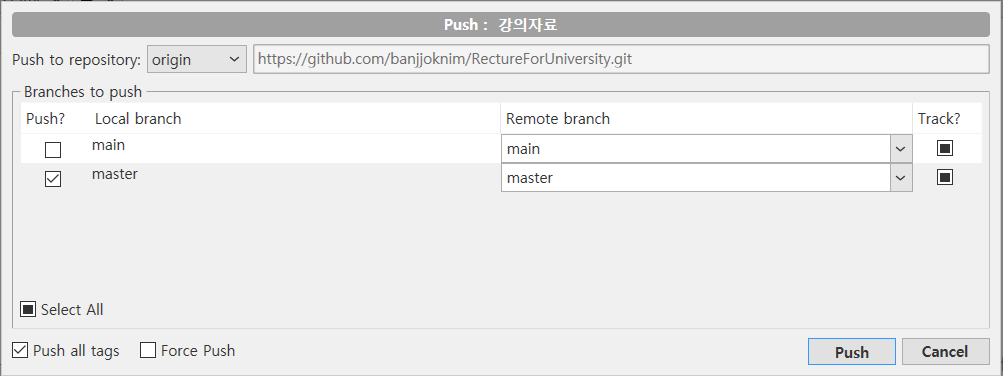 Push : 강의자료
Push to repository: origin https://github.com/banjjoknim/RectureForUniversity.git
Branches to push
Push? Local branch Remote branch Track?
main main
master master
Select All
Push all tags Force Push Push Cancel